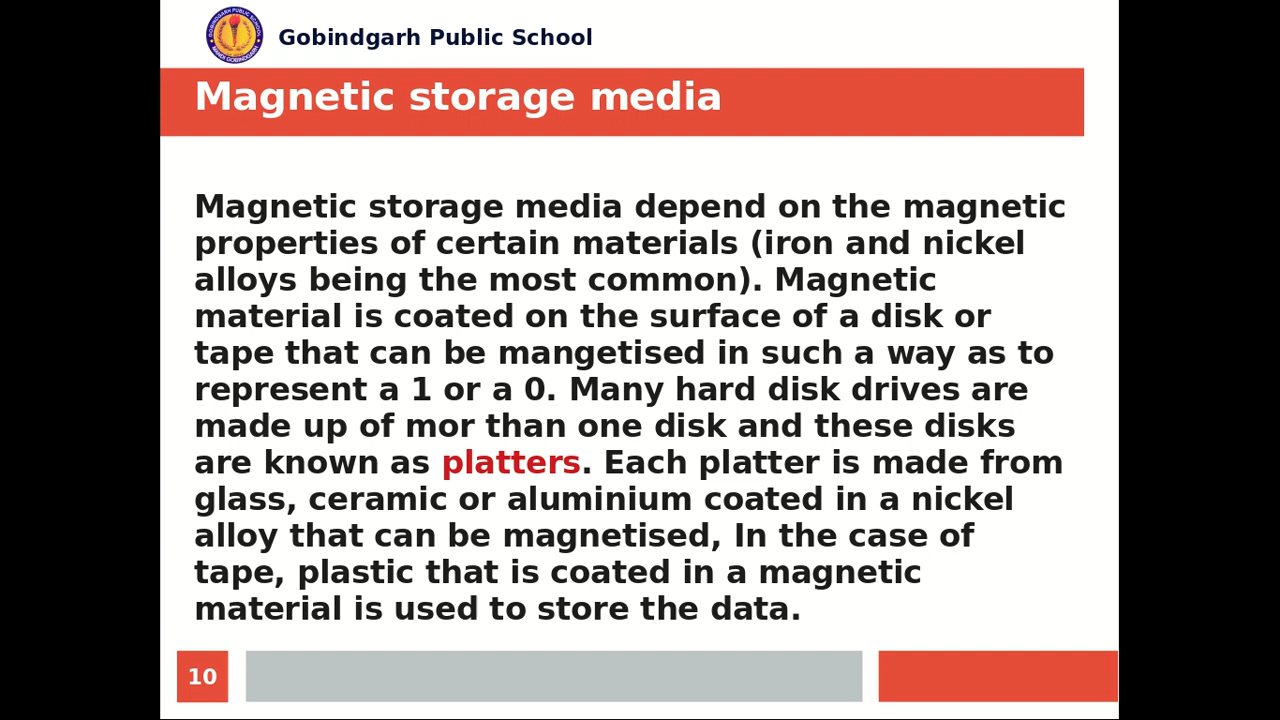 GOBINDGARH PUBLIC SCHOOL
MANDI GOBINDGARH
Gobindgarh Public School
Magnetic storage media
Magnetic storage media depend on the magnetic
properties of certain materials (iron and nickel
alloys being the most common). Magnetic
material is coated on the surface of a disk or
tape that can be mangetised in such a way as to
represent a 1 or a 0. Many hard disk drives are
made up of mor than one disk and these disks
are known as platters. Each platter is made from
glass, ceramic or aluminium coated in a nickel
alloy that can be magnetised, In the case of
tape, plastic that is coated in a magnetic
material is used to store the data.
10